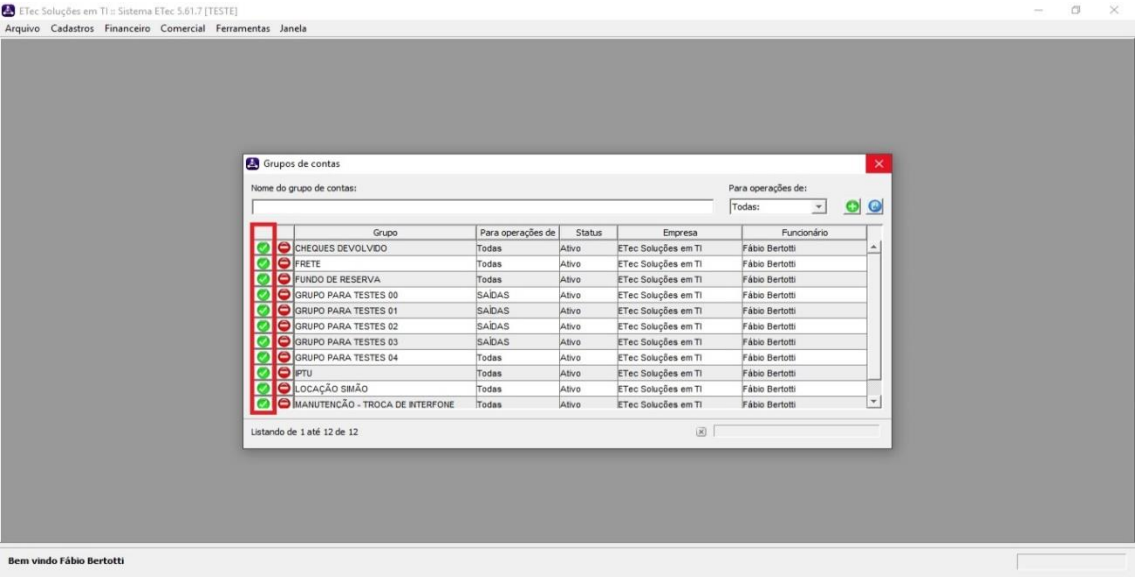 ETec Soluções em TI :: Sistema ETec 5.61.7 [TESTE]
Arquivo Cadastros Financeiro Comercial Ferramentas Janela
Grupos de contas
Nome do grupo de contas: Para operações de:
Todas:
Grupo Para operações de Status Empresa Funcionário
CHEQUES DEVOLVIDO Todas Ativo ETec Soluções em TI Fábio Bertotti
FRETE Todas Ativo ETec Soluções em TI Fábio Bertotti
FUNDO DE RESERVA Todas Ativo ETec Soluções em TI Fábio Bertotti
GRUPO PARA TESTES 00 SAÍDAS Ativo ETec Soluções em TI Fábio Bertotti
GRUPO PARA TESTES 01 SAÍDAS Ativo ETec Soluções em TI Fábio Bertotti
GRUPO PARA TESTES 02 SAÍDAS Ativo ETec Soluções em TI Fábio Bertotti
GRUPO PARA TESTES 03 SAÍDAS Ativo ETec Soluções em TI Fábio Bertotti
GRUPO PARA TESTES 04 Todas Ativo ETec Soluções em TI Fábio Bertotti
IPTU Todas Ativo ETec Soluções em TI Fábio Bertotti
LOCAÇÃO SIMÃO Todas Ativo ETec Soluções em TI Fábio Bertotti
MANUTENÇÃO - TROCA DE INTERFONE Todas Ativo ETec Soluções em TI Fábio Bertotti
Listando de 1 até 12 de 12
Bem vindo Fábio Bertotti